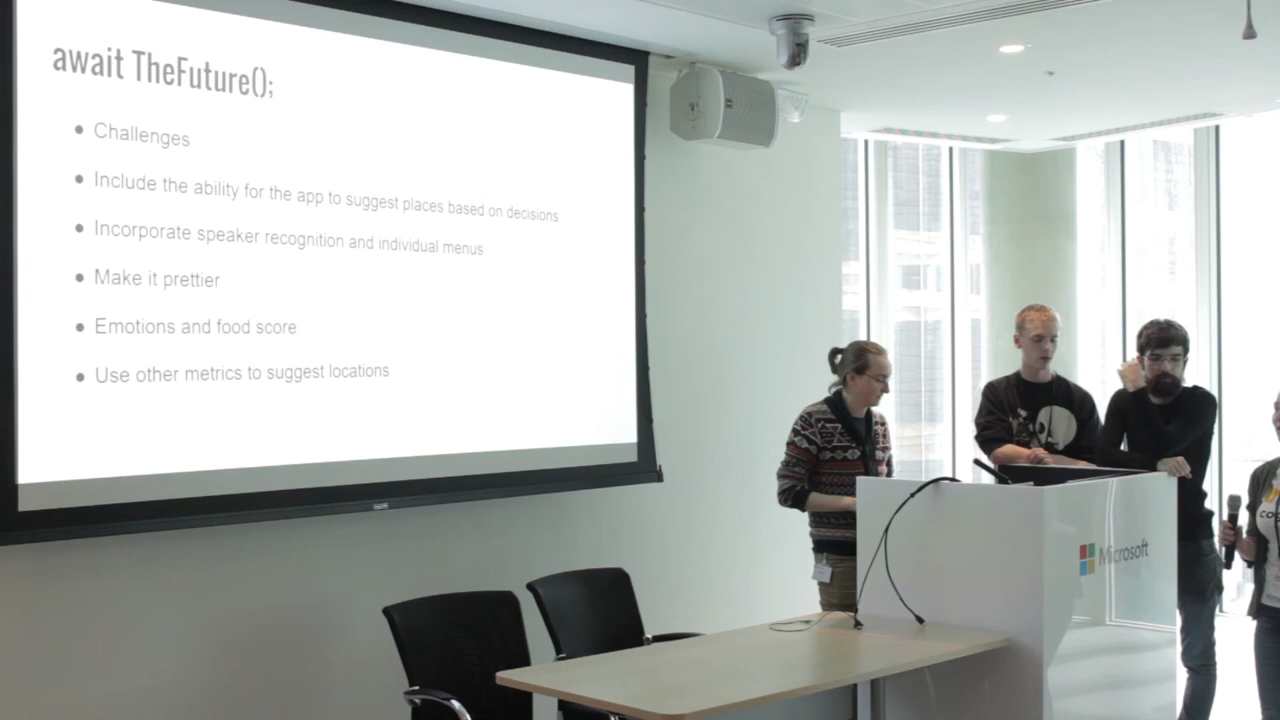 await TheFuture();
Challenges
Include the ability for the app to suggest places based on decisions
Incorporate speaker recognition and individual menus
Make it prettier
Emotions and food score
Use other metrics to suggest locations
Microsoft